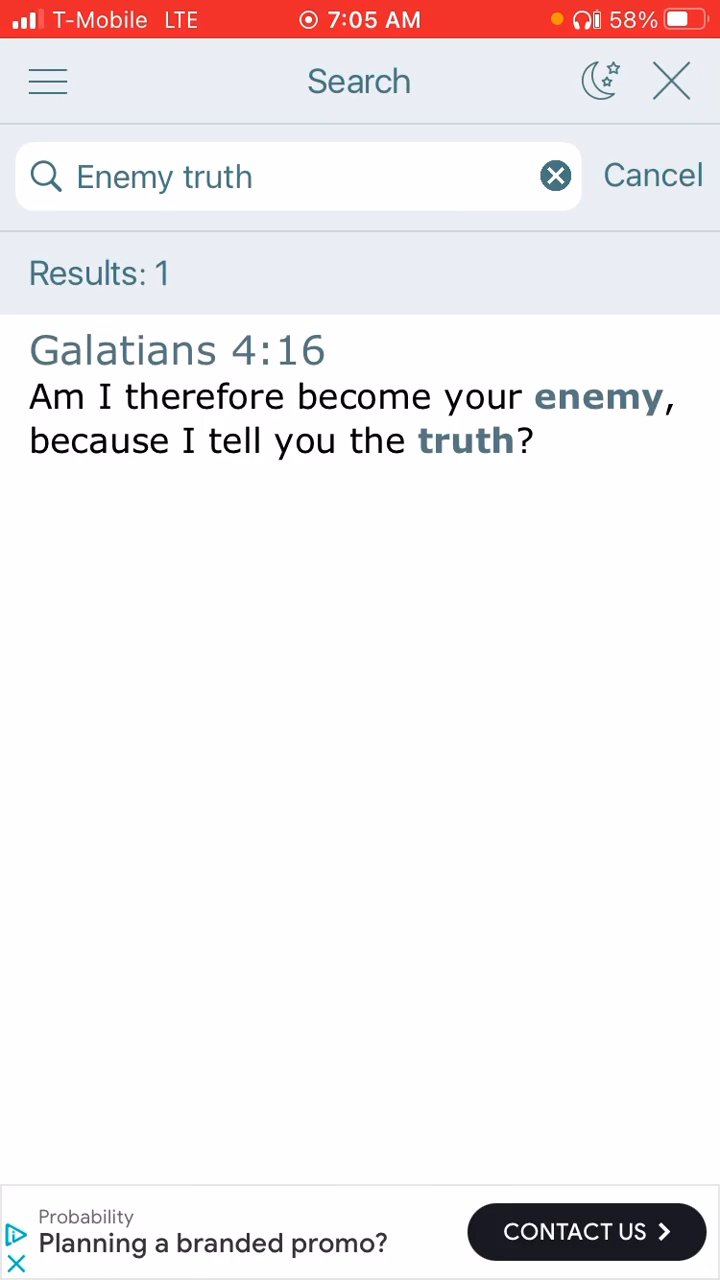 T-Mobile LTE 7:05 AM 58%
Search
Enemy truth Cancel
Results: 1
Galatians 4:16
Am I therefore become your enemy,
because I tell you the truth?
Probability
Planning a branded promo?
CONTACT US